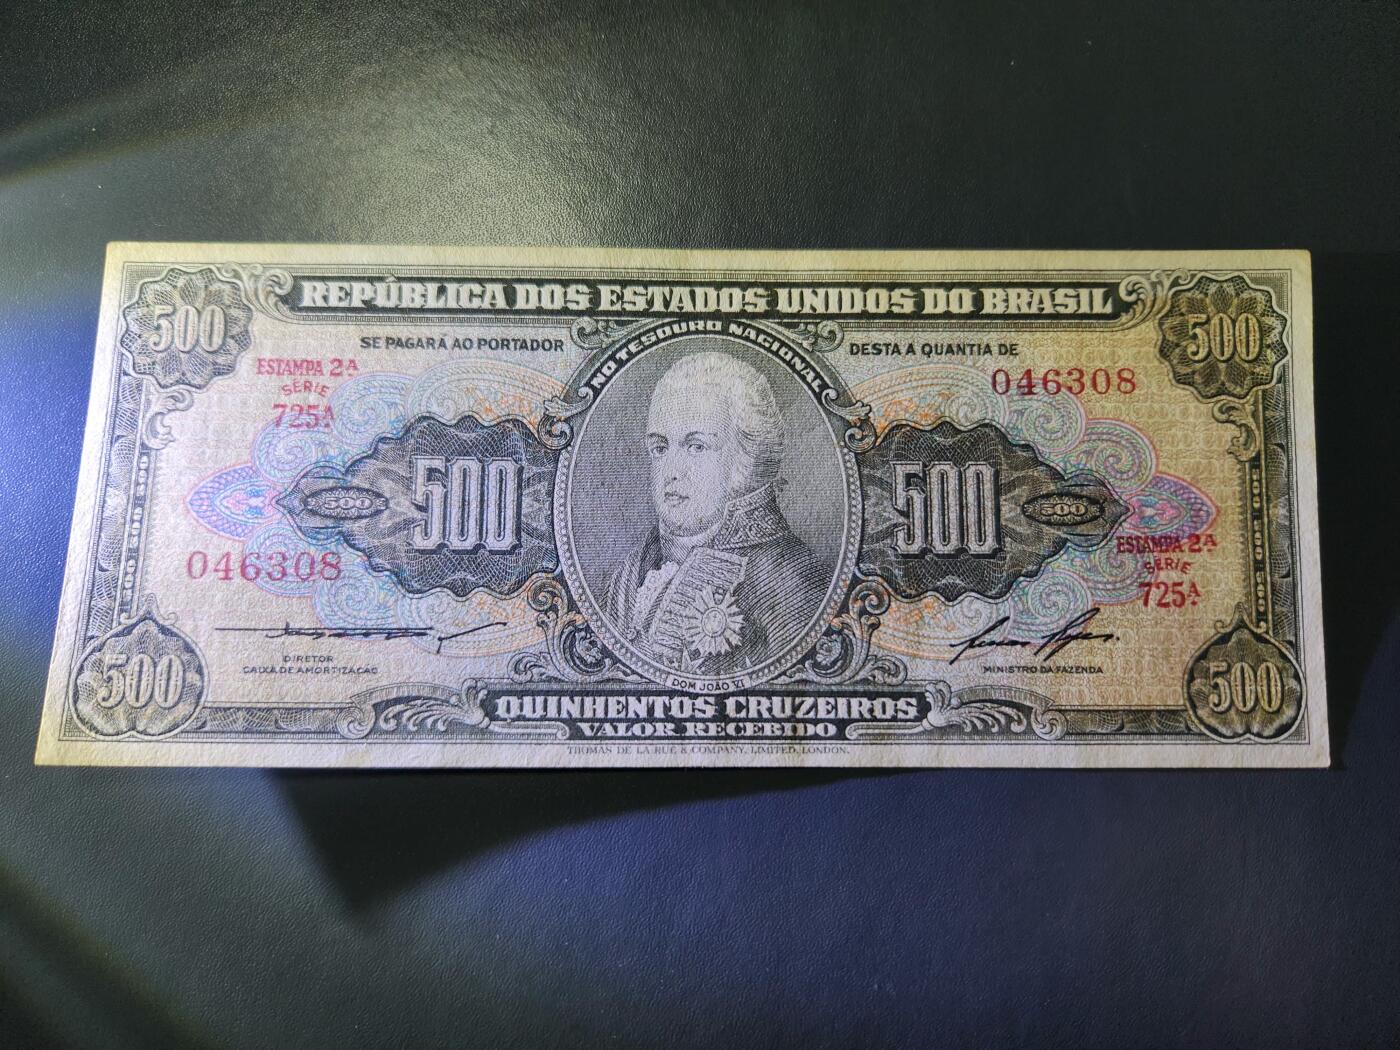 REPÚBLICA DOS ESTADOS UNIDOS DO BRASIL
500
500
SE PAGARÁ AO PORTADOR
NO TESOURO NACIONAL
DESTA A QUANTIA DE
ESTAMPA 2ª
SÉRIE
725ª
046308
500
500
500
500
046308
ESTAMPA 2ª
SÉRIE
725ª
DIRETOR
CAIXA DE AMORTIZAÇÃO
MINISTRO DA FAZENDA
DOM JOÃO VI
500
500
QUINHENTOS CRUZEIROS
VALOR RECEBIDO
THOMAS DE LA RUE & COMPANY, LIMITED, LONDON.